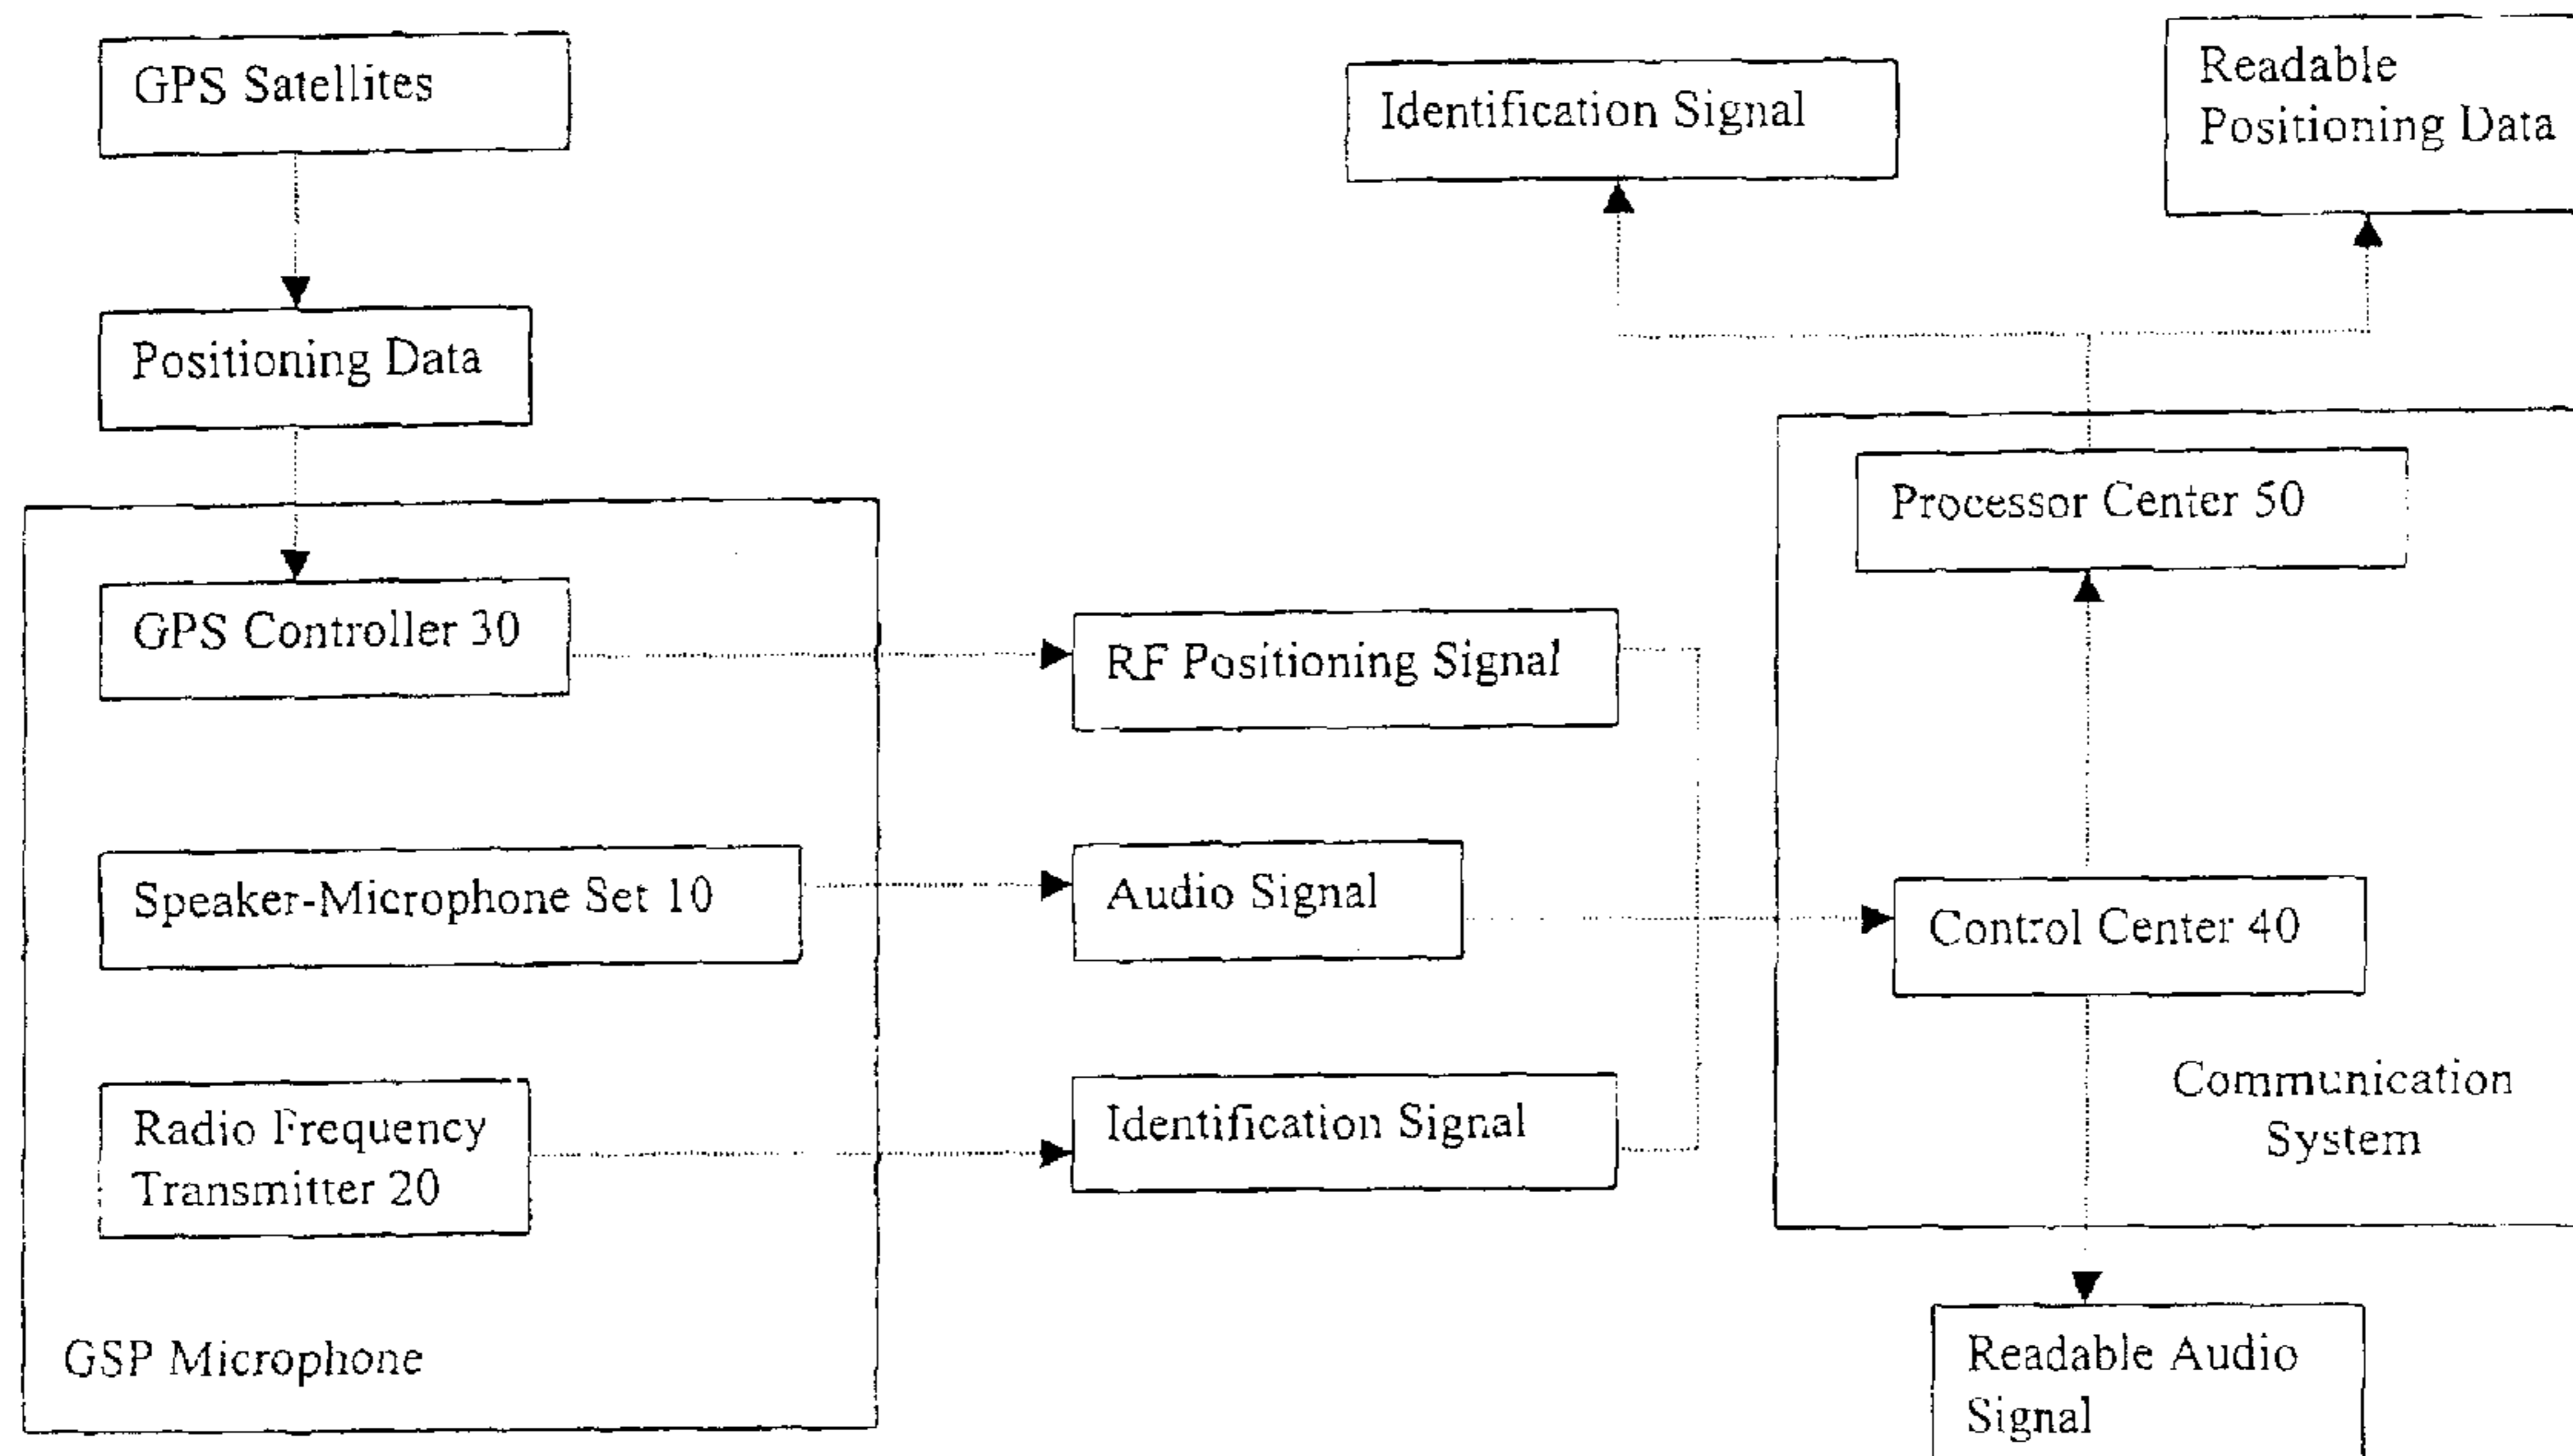 GPS Satellites
Identification Signal
Readable
Positioning Data
Positioning Data
Processor Center 50
GPS Controller 30
RF Positioning Signal
Speaker-Microphone Set 10
Audio Signal
Control Center 40
Communication
System
Radio Frequency
Transmitter 20
Identification Signal
GSP Microphone
Readable Audio
Signal